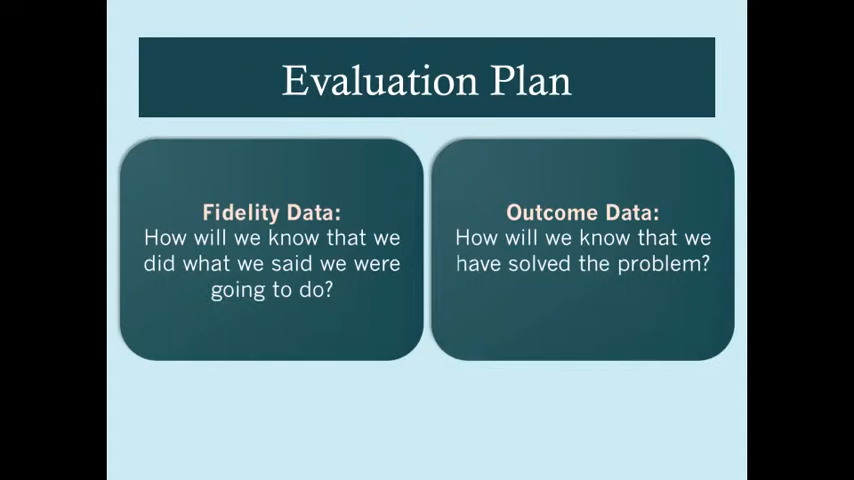 Evaluation Plan
Fidelity Data:
How will we know that we
did what we said we were
going to do?
Outcome Data:
How will we know that we
have solved the problem?